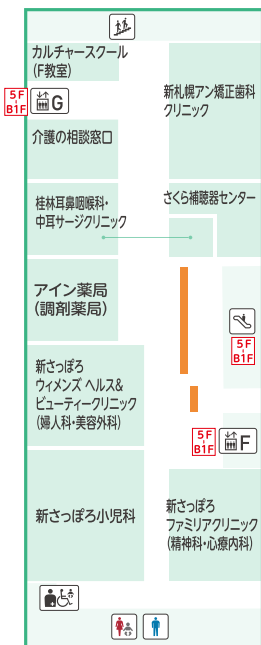 カルチャースクール
(F教室)
5F
B1F
G
新札幌アン矯正歯科
クリニック
介護の相談窓口
桂林耳鼻咽喉科・
中耳サージクリニック
さくら補聴器センター
アイン薬局
(調剤薬局)
5F
B1F
新さっぽろ
ウィメンズ ヘルス&
ビューティークリニック
(婦人科・美容外科)
5F
B1F
F
新さっぽろ小児科
新さっぽろ
ファミリアクリニック
(精神科・心療内科)